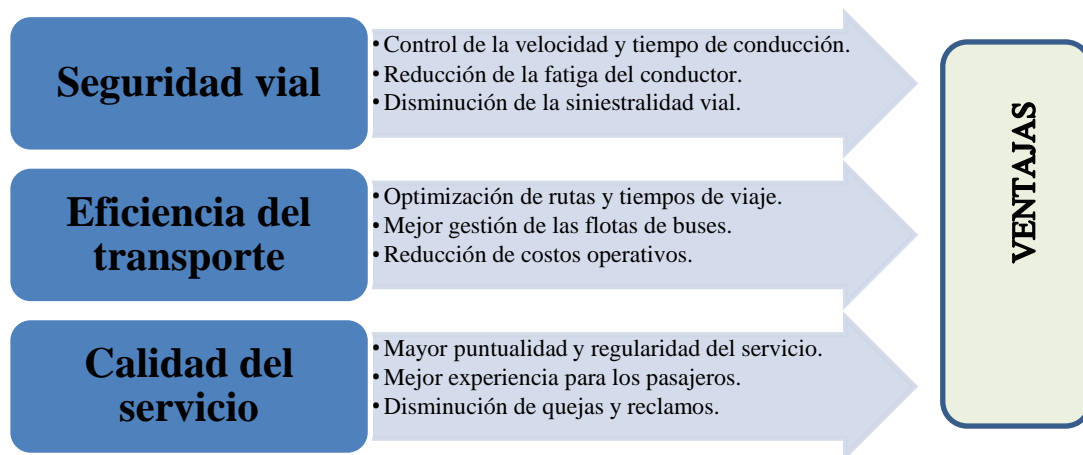 Seguridad vial
• Control de la velocidad y tiempo de conducción.
• Reducción de la fatiga del conductor.
• Disminución de la siniestralidad vial.
Eficiencia del
transporte
• Optimización de rutas y tiempos de viaje.
• Mejor gestión de las flotas de buses.
• Reducción de costos operativos.
Calidad del
servicio
• Mayor puntualidad y regularidad del servicio.
• Mejor experiencia para los pasajeros.
• Disminución de quejas y reclamos.
VENTAJAS